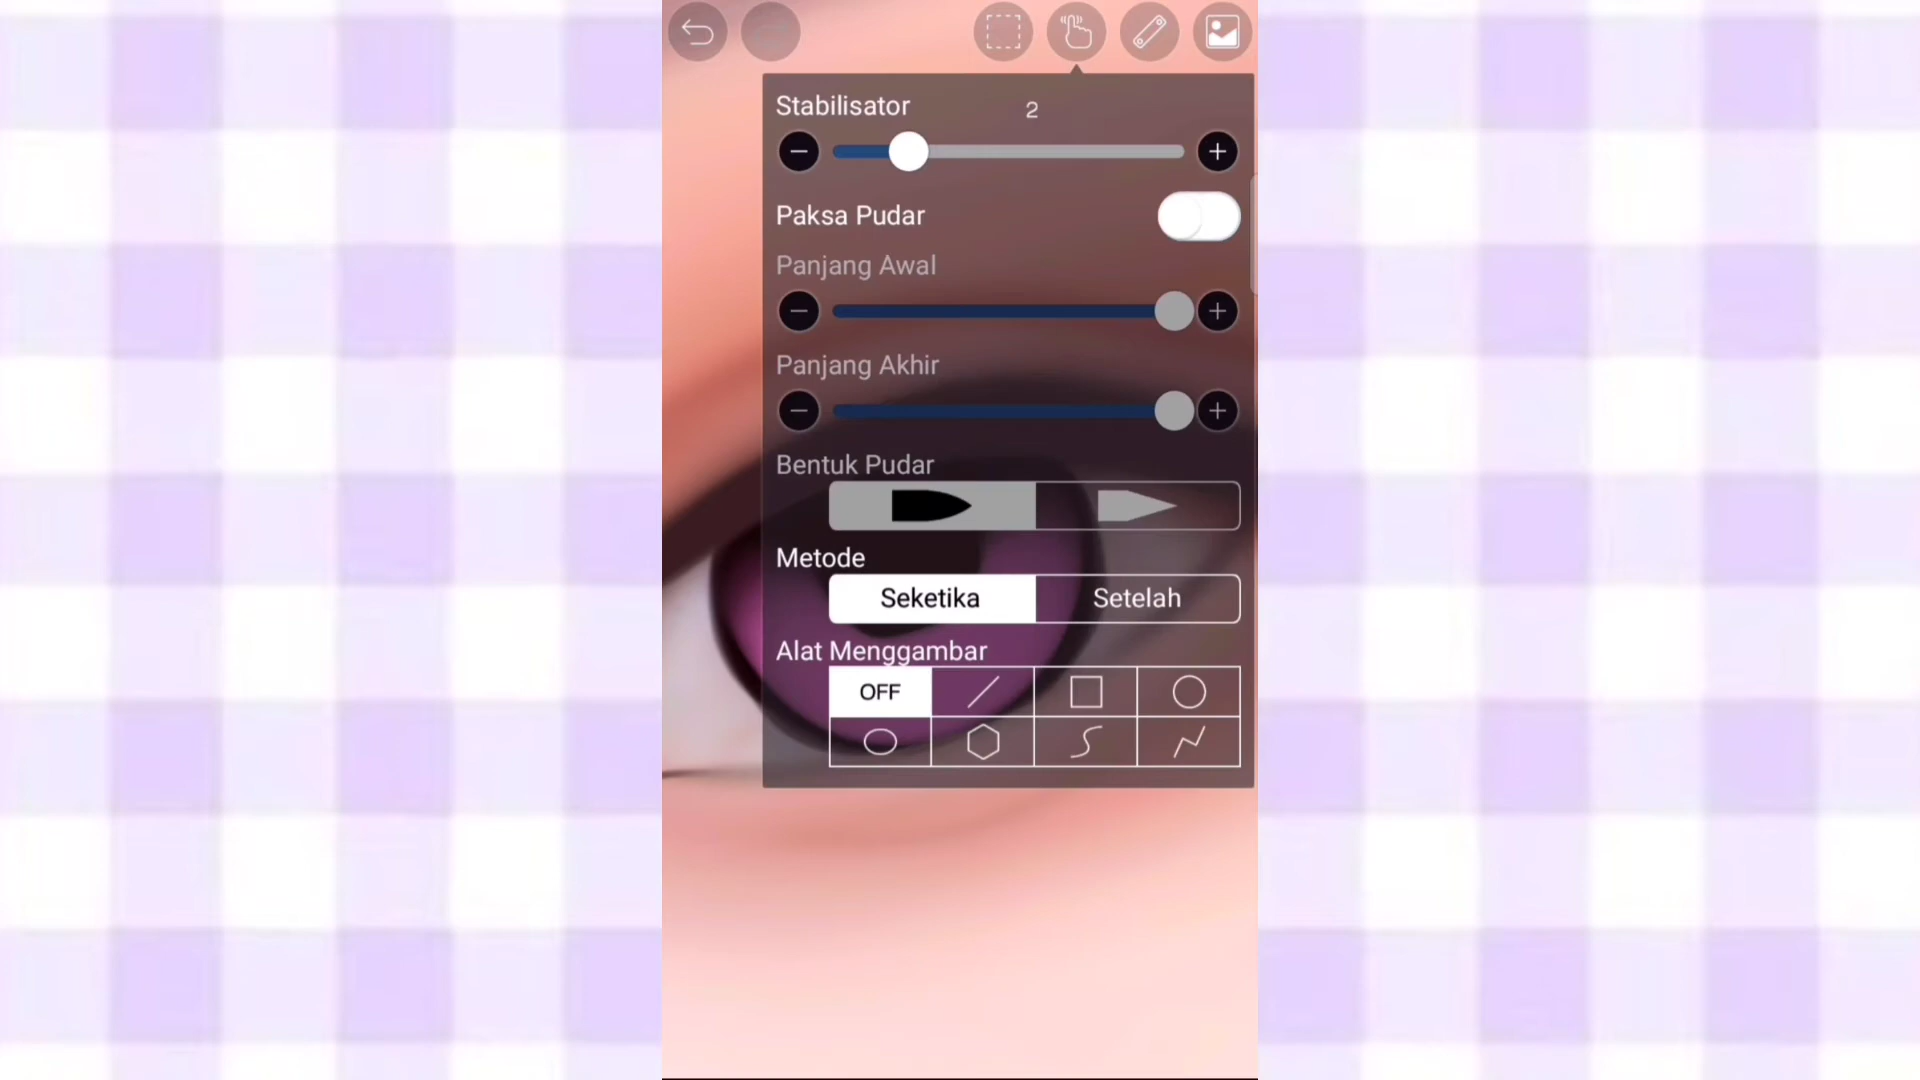 Stabilisator 2
Paksa Pudar
Panjang Awal
Panjang Akhir
Bentuk Pudar
Metode
Seketika Setelah
Alat Menggambar
OFF